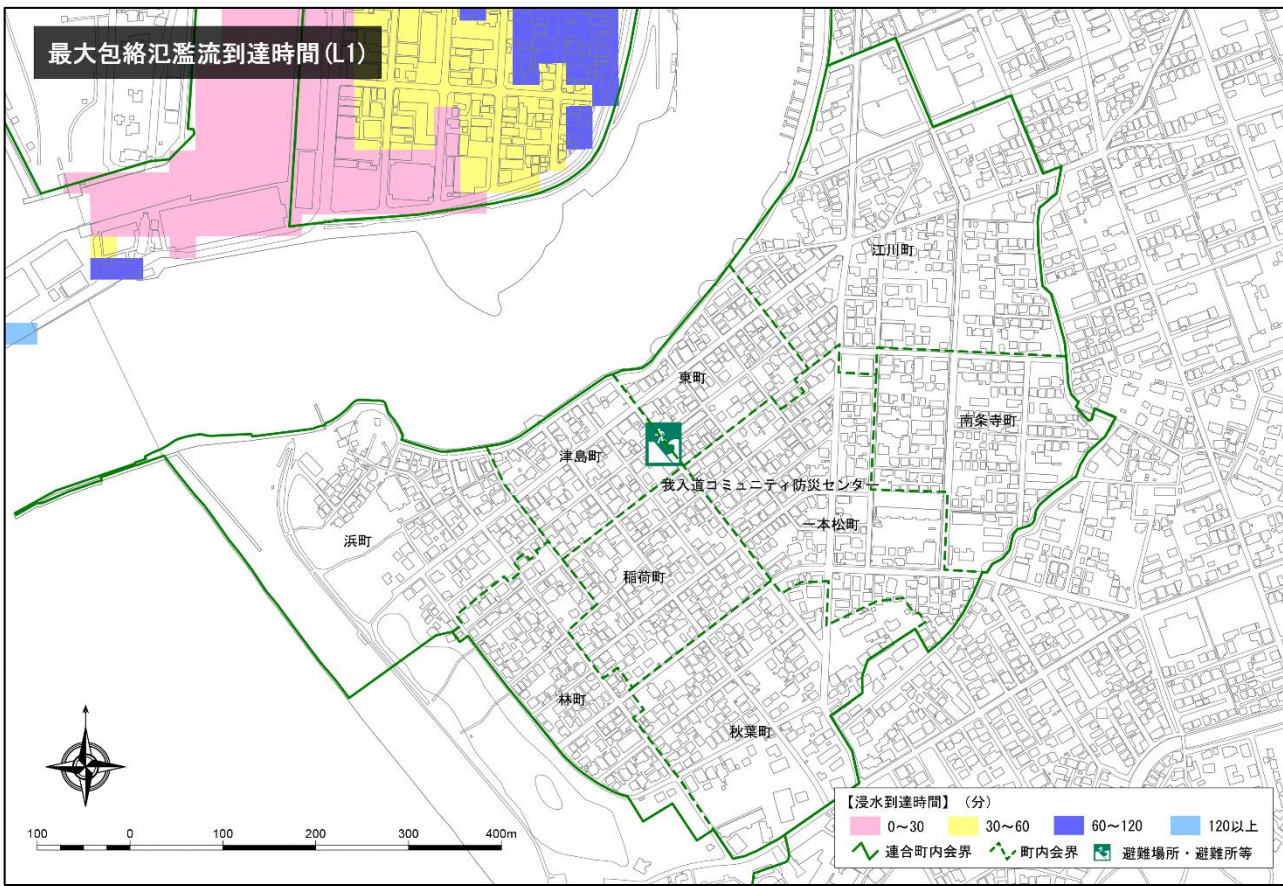 最大包絡氾濫流到達時間(L1)
江川町
東町
南条寺町
津島町
我入道コミュニティ防災センター
一本松町
浜町
稲荷町
林町
秋葉町
100 0 100 200 300 400m
【浸水到達時間】 (分)
0～30 30～60 60～120 120以上
連合町内会界 町内会界 避難場所・避難所等